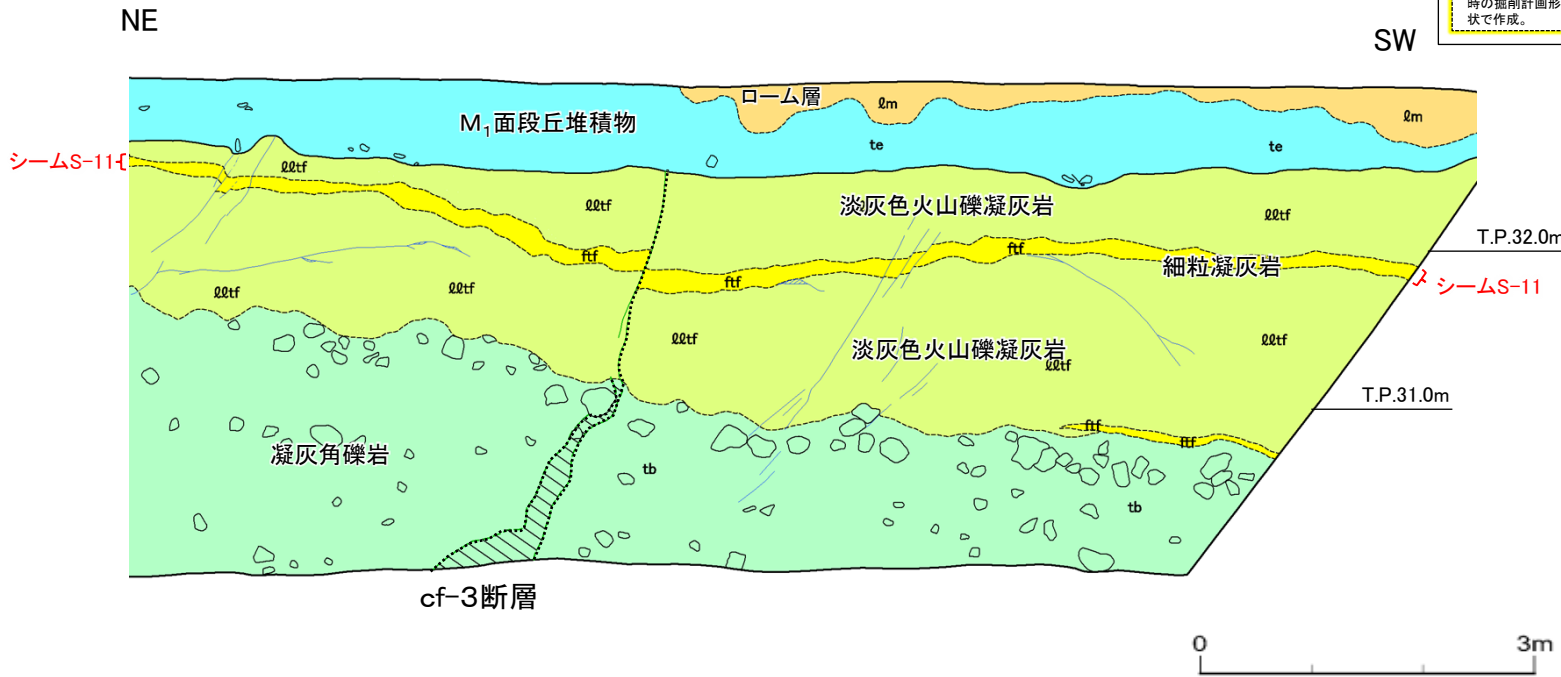 時の掘削計画形
状で作成。
NE
SW
ローム層
ℓm
ℓm
M₁面段丘堆積物
te
te
シームS-11
ℓℓtf
ℓℓtf
淡灰色火山礫凝灰岩
ℓℓtf
T.P.32.0m
ftf
ftf
ftf
細粒凝灰岩
シームS-11
ℓℓtf
ℓℓtf
ℓℓtf
淡灰色火山礫凝灰岩
ℓℓtf
ℓℓtf
T.P.31.0m
ftf
ftf
凝灰角礫岩
tb
tb
cf-3断層
0
3m